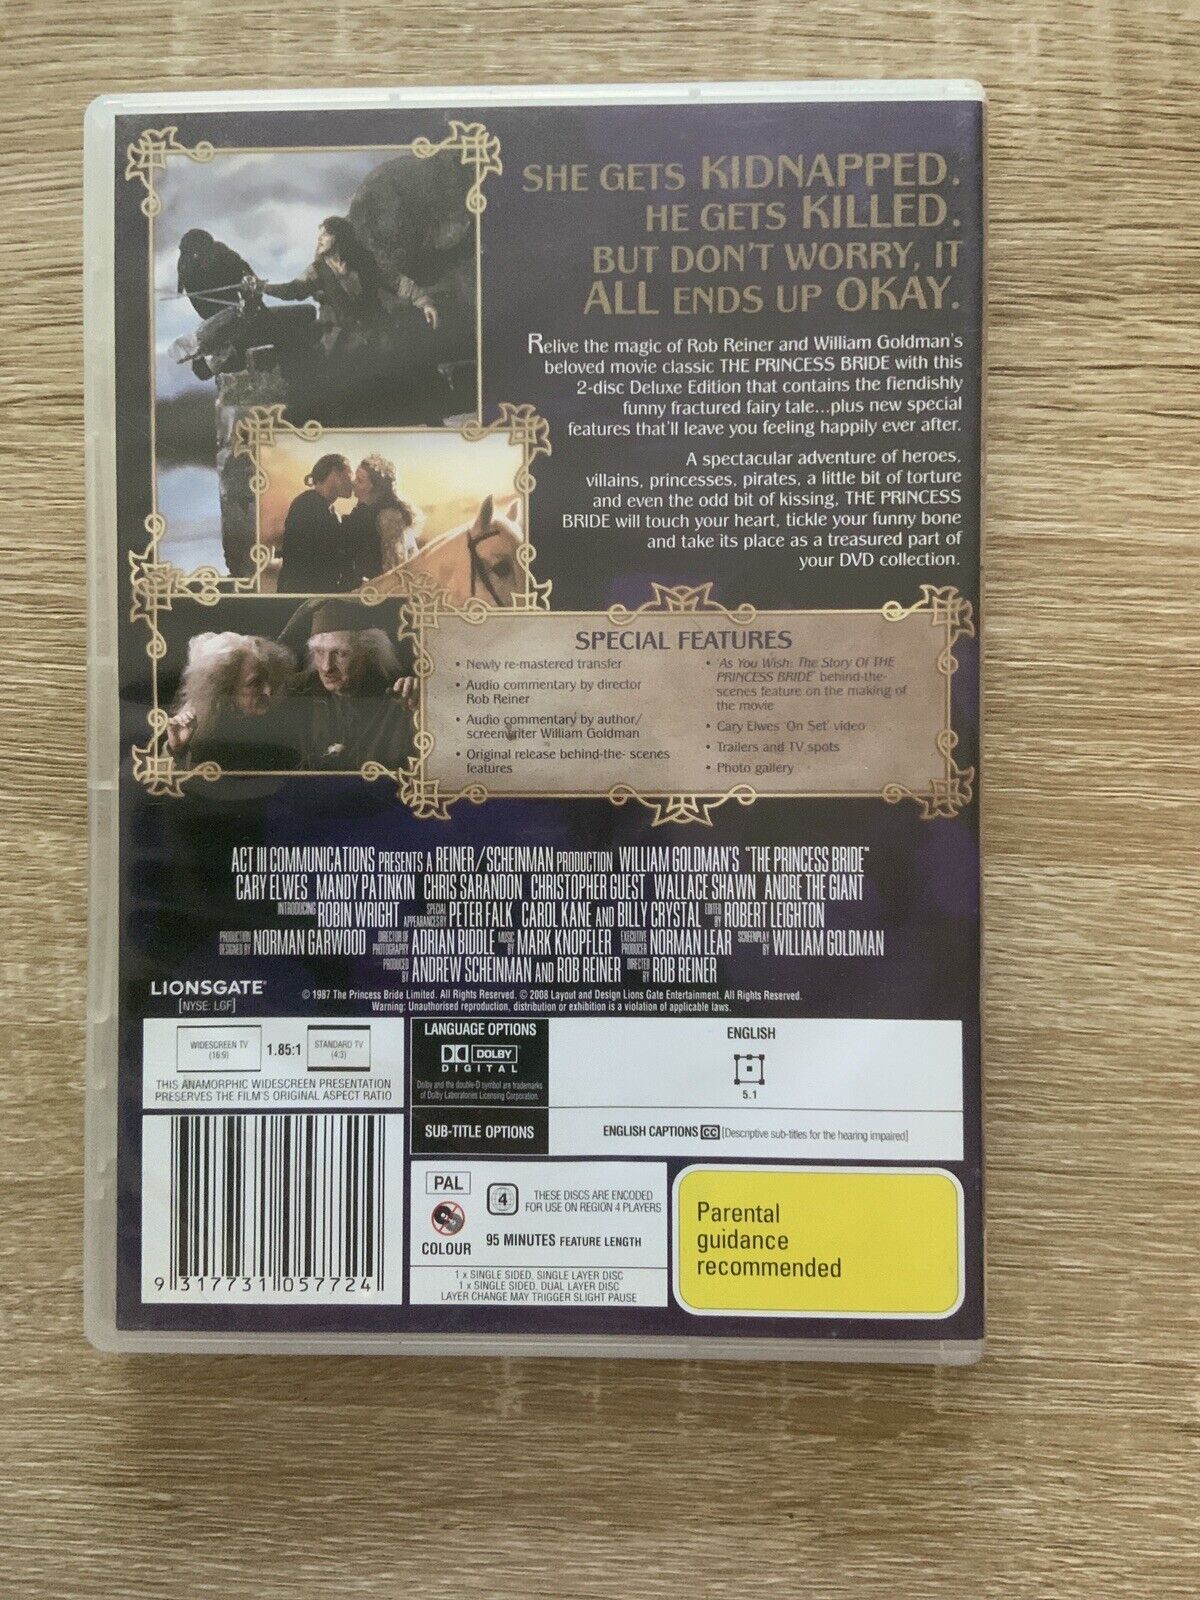 SHE GETS KIDNAPPED.
HE GETS KILLED.
BUT DON'T WORRY, IT
ALL ENDS UP OKAY.
Relive the magic of Rob Reiner and William Goldman's
beloved movie classic THE PRINCESS BRIDE with this
2-disc Deluxe Edition that contains the fiendishly
funny fractured fairy tale...plus new special
features that'll leave you feeling happily ever after.
A spectacular adventure of heroes,
villains, princesses, pirates, a little bit of torture
and even the odd bit of kissing, THE PRINCESS
BRIDE will touch your heart, tickle your funny bone
and take its place as a treasured part of
your DVD collection.
SPECIAL FEATURES
• Newly re-mastered transfer
• Audio commentary by director
Rob Reiner
• Audio commentary by author/
screenwriter William Goldman
• Original release behind-the- scenes
features
• 'As You Wish: The Story Of THE
PRINCESS BRIDE' behind-the-
scenes feature on the making of
the movie
• Cary Elwes 'On Set' video
• Trailers and TV spots
• Photo gallery
ACT III COMMUNICATIONS PRESENTS A REINER/SCHEINMAN PRODUCTION WILLIAM GOLDMAN'S "THE PRINCESS BRIDE"
CARY ELWES MANDY PATINKIN CHRIS SARANDON CHRISTOPHER GUEST WALLACE SHAWN ANDRE THE GIANT
INTRODUCING ROBIN WRIGHT SPECIAL APPEARANCES BY PETER FALK CAROL KANE AND BILLY CRYSTAL EDITED BY ROBERT LEIGHTON
PRODUCTION DESIGNED BY NORMAN GARWOOD DIRECTOR OF PHOTOGRAPHY ADRIAN BIDDLE MUSIC BY MARK KNOPFLER EXECUTIVE PRODUCER NORMAN LEAR SCREENPLAY BY WILLIAM GOLDMAN
PRODUCED BY ANDREW SCHEINMAN AND ROB REINER DIRECTED BY ROB REINER
LIONSGATE
[NYSE: LGF]
© 1987 The Princess Bride Limited. All Rights Reserved. © 2008 Layout and Design Lions Gate Entertainment. All Rights Reserved.
Warning: Unauthorised reproduction, distribution or exhibition is a violation of applicable laws.
WIDESCREEN TV
(16:9)
1.85:1
STANDARD TV
(4:3)
THIS ANAMORPHIC WIDESCREEN PRESENTATION
PRESERVES THE FILM'S ORIGINAL ASPECT RATIO
LANGUAGE OPTIONS
DOLBY
DIGITAL
Dolby and the double-D symbol are trademarks
of Dolby Laboratories Licensing Corporation.
ENGLISH
5.1
SUB-TITLE OPTIONS
ENGLISH CAPTIONS CC [Descriptive sub-titles for the hearing impaired]
9 317731 057724
PAL
COLOUR
4
THESE DISCS ARE ENCODED
FOR USE ON REGION 4 PLAYERS
95 MINUTES FEATURE LENGTH
1 x SINGLE SIDED, SINGLE LAYER DISC
1 x SINGLE SIDED, DUAL LAYER DISC
LAYER CHANGE MAY TRIGGER SLIGHT PAUSE
Parental
guidance
recommended